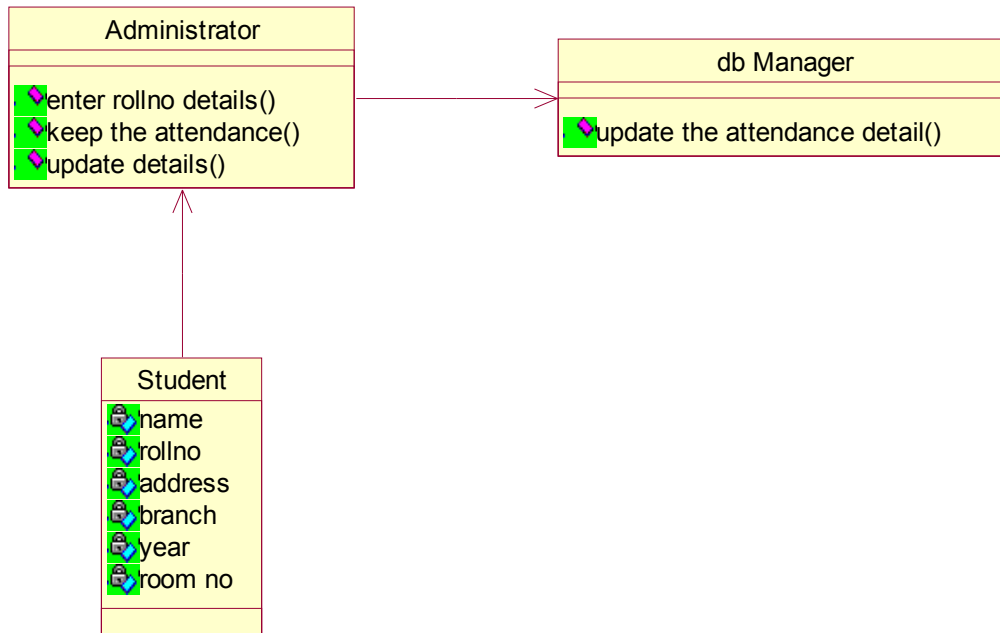 Administrator
enter rollno details()
keep the attendance()
update details()
db Manager
update the attendance detail()
Student
name
rollno
address
branch
year
room no